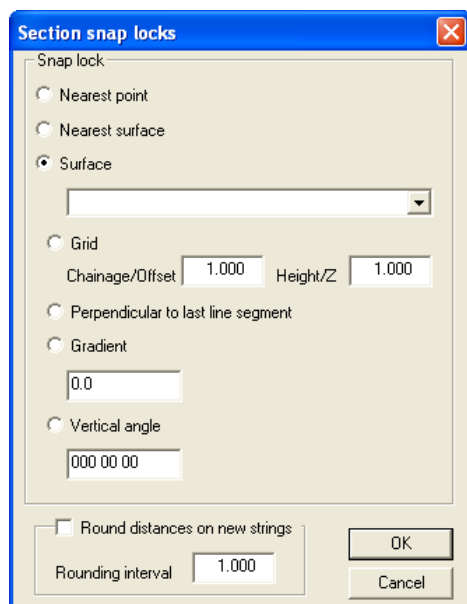 Section snap locks
Snap lock
Nearest point
Nearest surface
Surface
Grid
Chainage/Offset 1.000 Height/Z 1.000
Perpendicular to last line segment
Gradient
0.0
Vertical angle
000 00 00
Round distances on new strings
Rounding interval 1.000
OK
Cancel